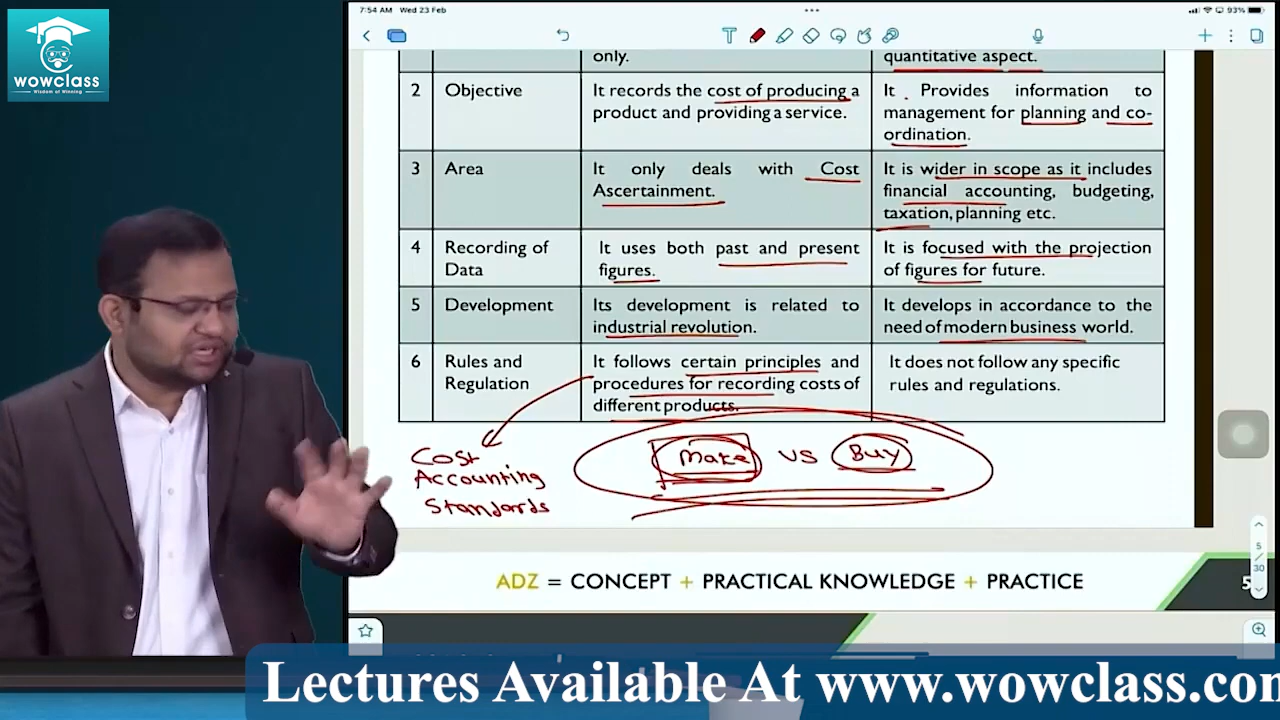 wowclass
Wisdom of Winning
7:54 AM Wed 23 Feb
93%
only.
quantitative aspect.
2 Objective It records the cost of producing a product and providing a service. It Provides information to management for planning and co-ordination.
3 Area It only deals with Cost Ascertainment. It is wider in scope as it includes financial accounting, budgeting, taxation, planning etc.
4 Recording of Data It uses both past and present figures. It is focused with the projection of figures for future.
5 Development Its development is related to industrial revolution. It develops in accordance to the need of modern business world.
6 Rules and Regulation It follows certain principles and procedures for recording costs of different products. It does not follow any specific rules and regulations.
Make VS Buy
Cost
Accounting
Standards
5
30
ADZ = CONCEPT + PRACTICAL KNOWLEDGE + PRACTICE
5
Lectures Available At www.wowclass.com